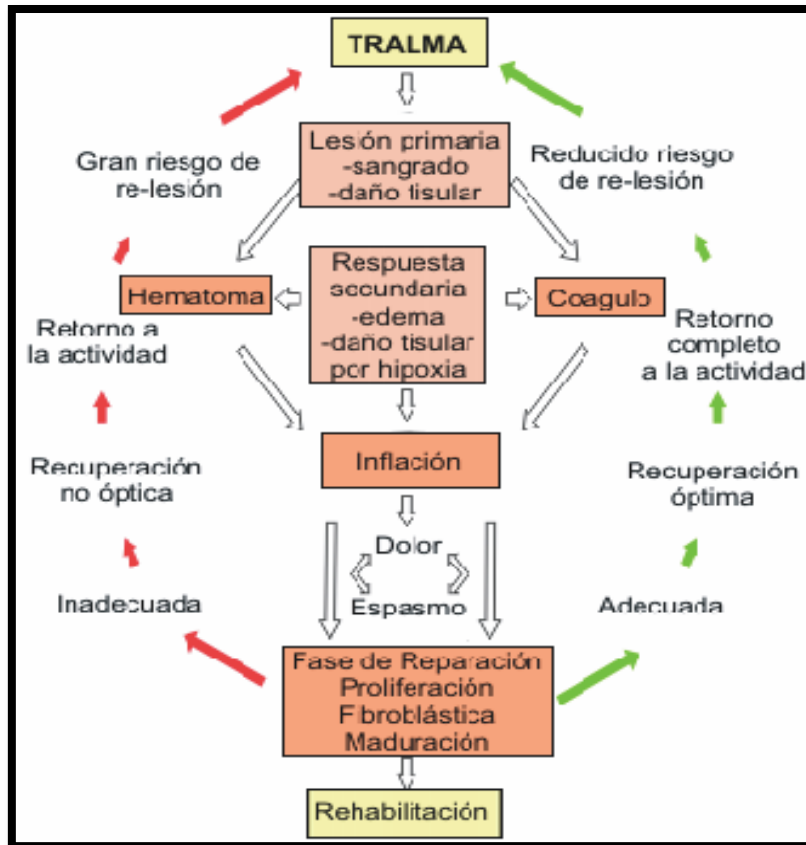 TRALMA
Lesión primaria
-sangrado
-daño tisular
Gran riesgo de
re-lesión
Reducido riesgo
de re-lesión
Hematoma
Respuesta
secundaria
-edema
-daño tisular
por hipoxia
Coagulo
Retorno a
la actividad
Retorno
completo
a la actividad
Inflación
Recuperación
no óptica
Recuperación
óptima
Dolor
Espasmo
Inadecuada
Adecuada
Fase de Reparación
Proliferación
Fibroblástica
Maduración
Rehabilitación